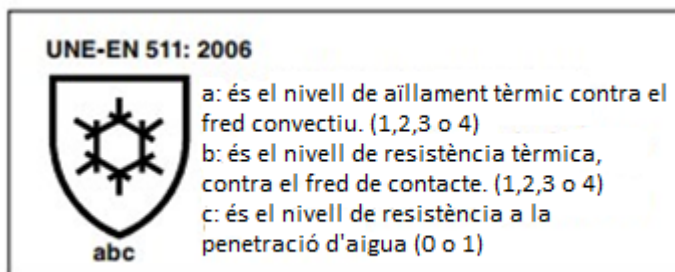 UNE-EN 511: 2006
a: és el nivell de aïllament tèrmic contra el
fred convectiu. (1,2,3 o 4)
b: és el nivell de resistència tèrmica,
contra el fred de contacte. (1,2,3 o 4)
c: és el nivell de resistència a la
penetració d'aigua (0 o 1)
abc